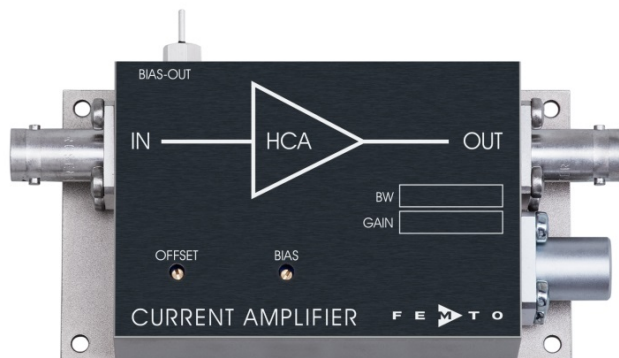 BIAS-OUT
IN HCA OUT
BW
GAIN
OFFSET BIAS
CURRENT AMPLIFIER FEMTO